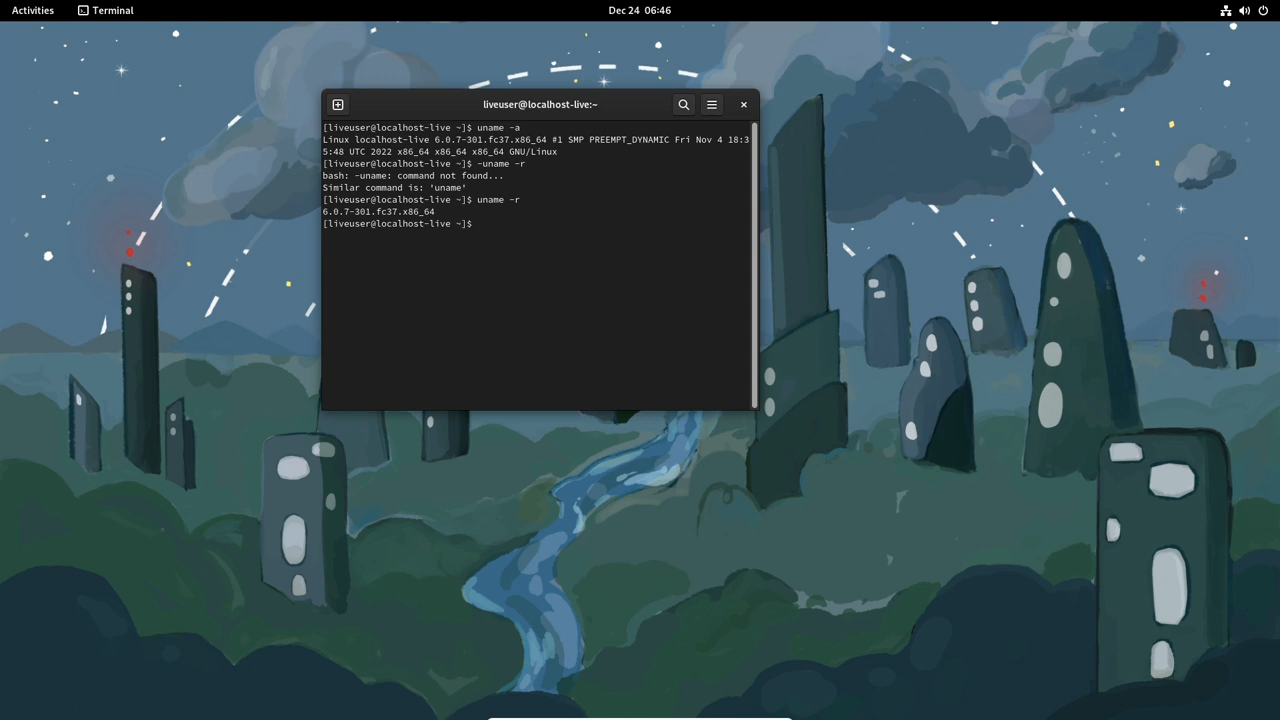 Activities
Terminal
Dec 24 06:46
liveuser@localhost-live:~
[liveuser@localhost-live ~]$ uname -a
Linux localhost-live 6.0.7-301.fc37.x86_64 #1 SMP PREEMPT_DYNAMIC Fri Nov 4 18:3
5:48 UTC 2022 x86_64 x86_64 x86_64 GNU/Linux
[liveuser@localhost-live ~]$ -uname -r
bash: -uname: command not found...
Similar command is: 'uname'
[liveuser@localhost-live ~]$ uname -r
6.0.7-301.fc37.x86_64
[liveuser@localhost-live ~]$